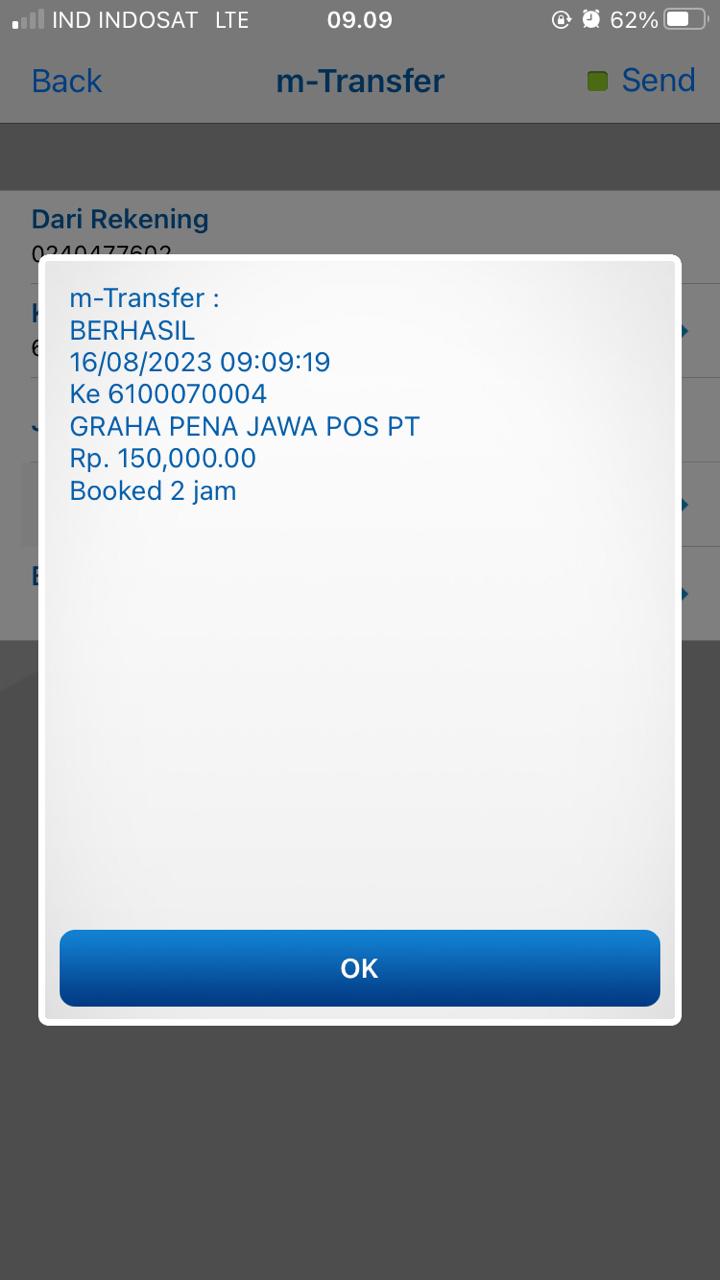 IND INDOSAT LTE 09.09 62%
Back m-Transfer Send
Dari Rekening
0240477602
m-Transfer :
BERHASIL
16/08/2023 09:09:19
Ke 6100070004
GRAHA PENA JAWA POS PT
Rp. 150,000.00
Booked 2 jam
OK